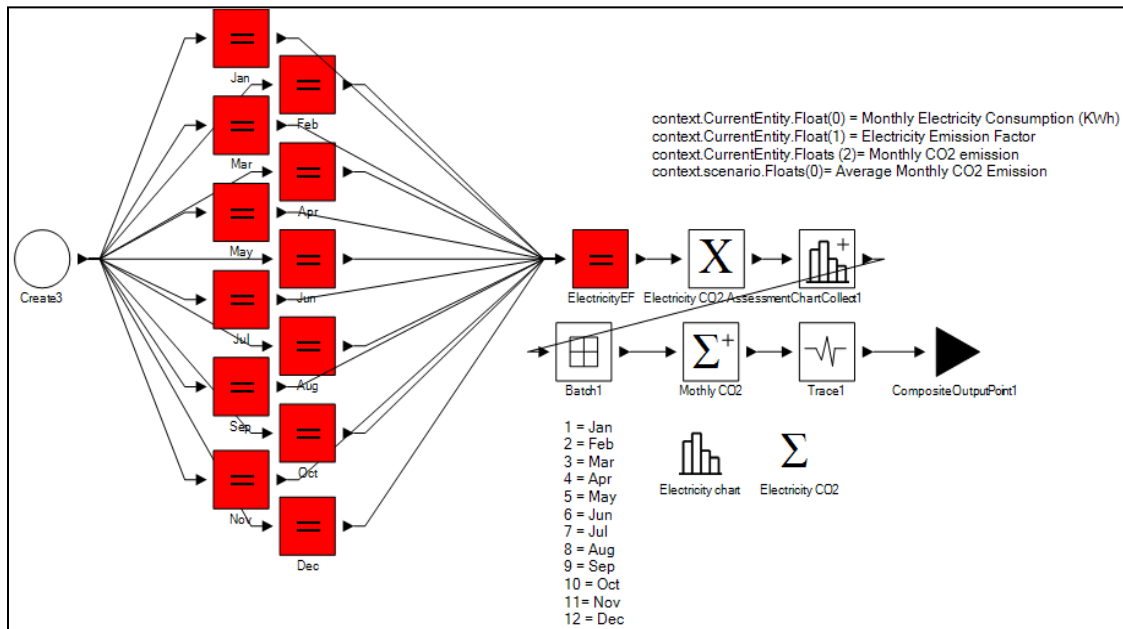 Jan
Feb
Mar
Apr
May
Jun
Jul
Aug
Sep
Oct
Nov
Dec
Create3
context.CurrentEntity.Float(0) = Monthly Electricity Consumption (KWh)
context.CurrentEntity.Float(1) = Electricity Emission Factor
context.CurrentEntity.Floats (2)= Monthly CO2 emission
context.scenario.Floats(0)= Average Monthly CO2 Emission
ElectricityEF
Electricity CO2 Assessment
ChartCollect1
X
Σ+
Batch1
Mothly CO2
Trace1
CompositeOutputPoint1
1 = Jan
2 = Feb
3 = Mar
4 = Apr
5 = May
6 = Jun
7 = Jul
8 = Aug
9 = Sep
10 = Oct
11= Nov
12 = Dec
Electricity chart
Σ
Electricity CO2